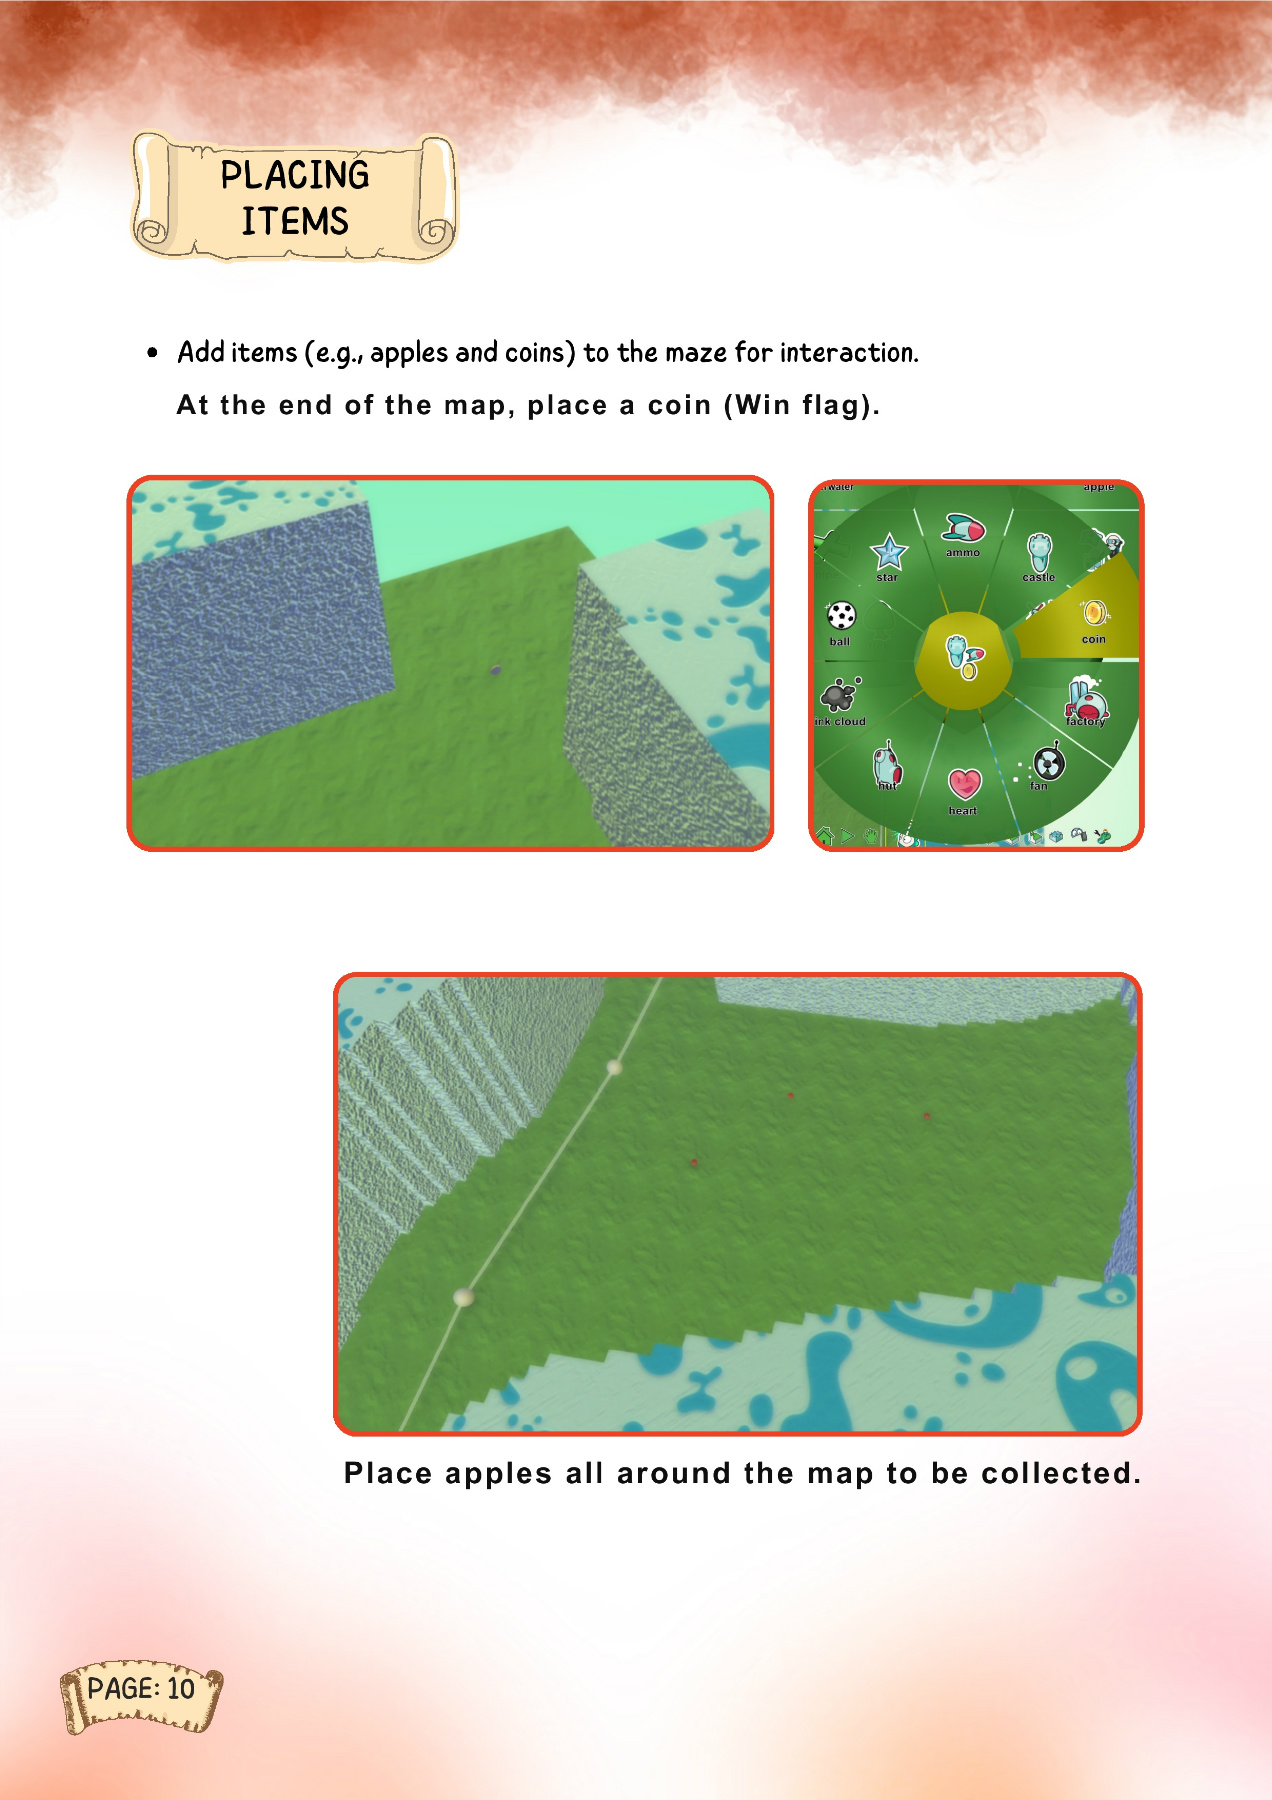 PLACING
ITEMS
• Add items (e.g., apples and coins) to the maze for interaction.
At the end of the map, place a coin (Win flag).
water
apple
ammo
star
castle
ball
coin
ink cloud
factory
hut
fan
heart
Place apples all around the map to be collected.
PAGE: 10